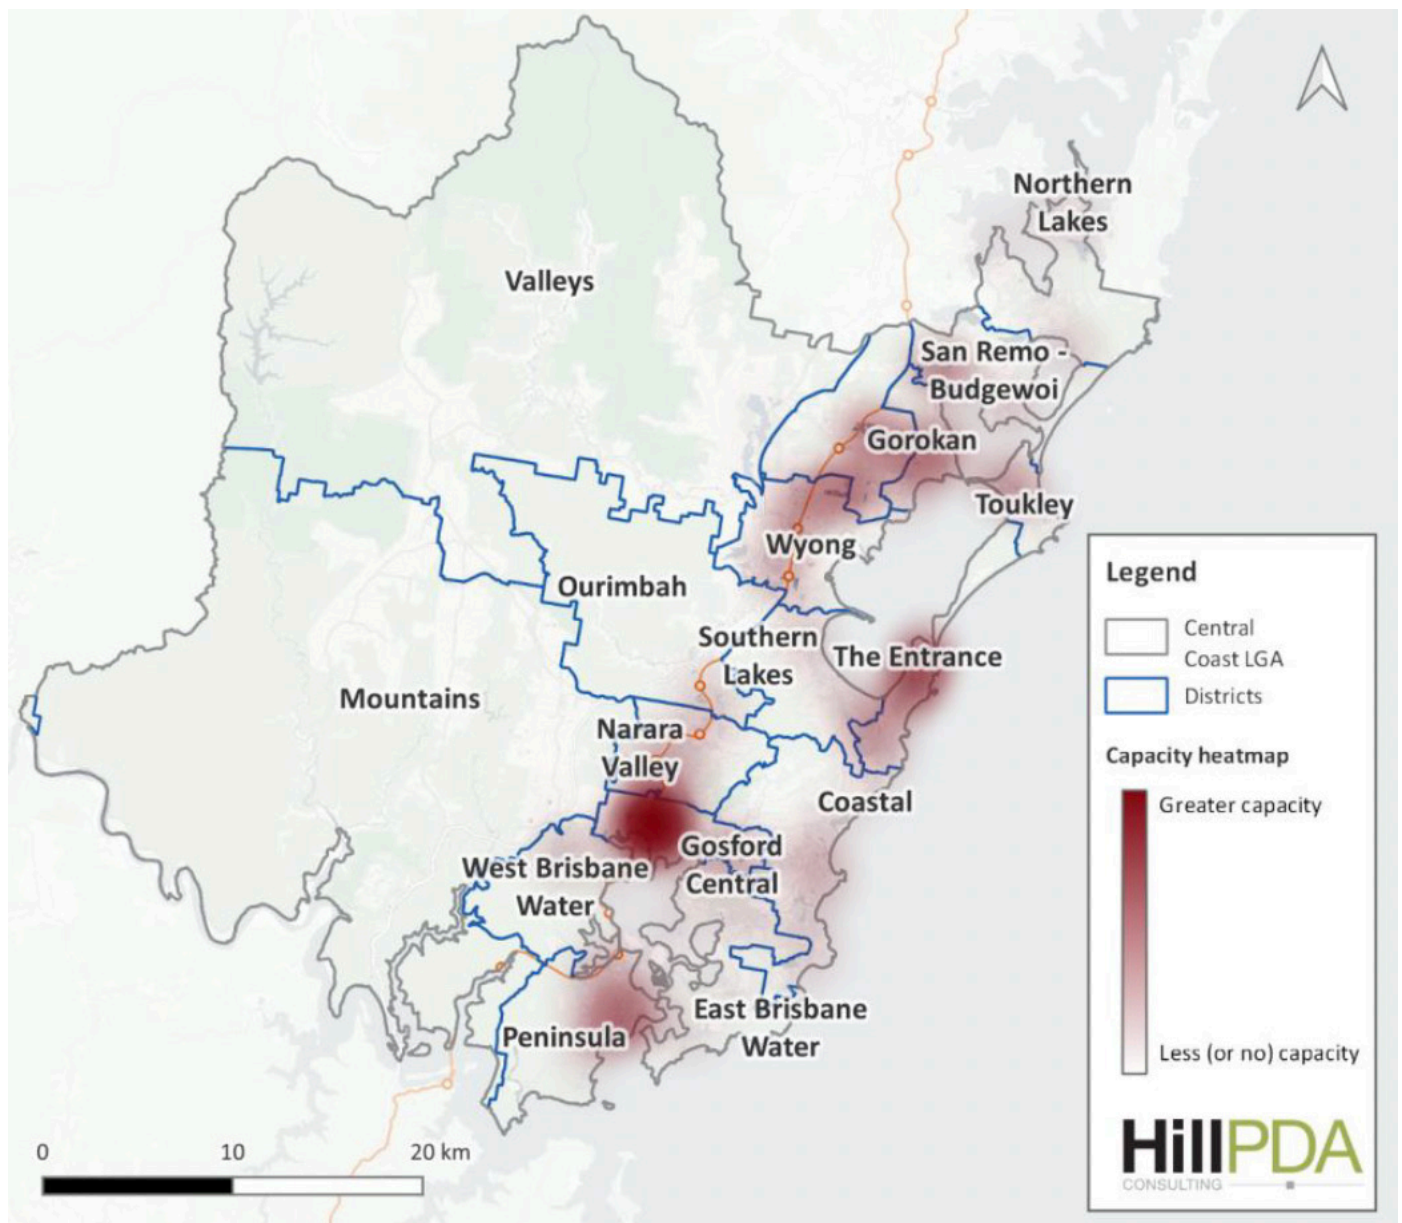 Northern
Lakes
Valleys
San Remo -
Budgewoi
Gorokan
Toukley
Wyong
Ourimbah
Southern
Lakes
The Entrance
Mountains
Narara
Valley
Coastal
Gosford
Central
West Brisbane
Water
East Brisbane
Water
Peninsula
0 10 20 km
Legend
Central
Coast LGA
Districts
Capacity heatmap
Greater capacity
Less (or no) capacity
HillPDA
CONSULTING